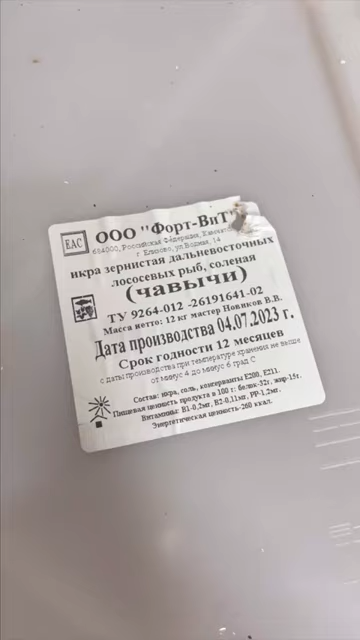 EAC ООО "Форт-ВиТ"
684000, Российская Федерация,
г. Елизово, ул.Водная, 14
икра зернистая дальневосточных
лососевых рыб, соленая
(чавычи)
ТУ 9264-012 -26191641-02
Масса нетто: 12 кг мастер Новиков В.В.
Дата производства 04.07.2023 г.
Срок годности 12 месяцев
с даты производства при температуре хранения не выше
от минус 4 до минус 6 град С
Состав: икра, соль, консерванты Е200, Е211.
Пищевая ценность продукта в 100 г: белки-32г, жир-15г.
Витамины: В1-0,2мг, В2-0,11мг, РР-1,2мг.
Энергетическая ценность-260 ккал.